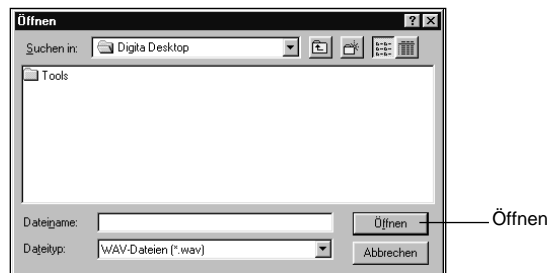 Öffnen
Suchen in: Digita Desktop
Tools
Dateiname: Öffnen
Öffnen
Dateityp: WAV-Dateien (*.wav) Abbrechen